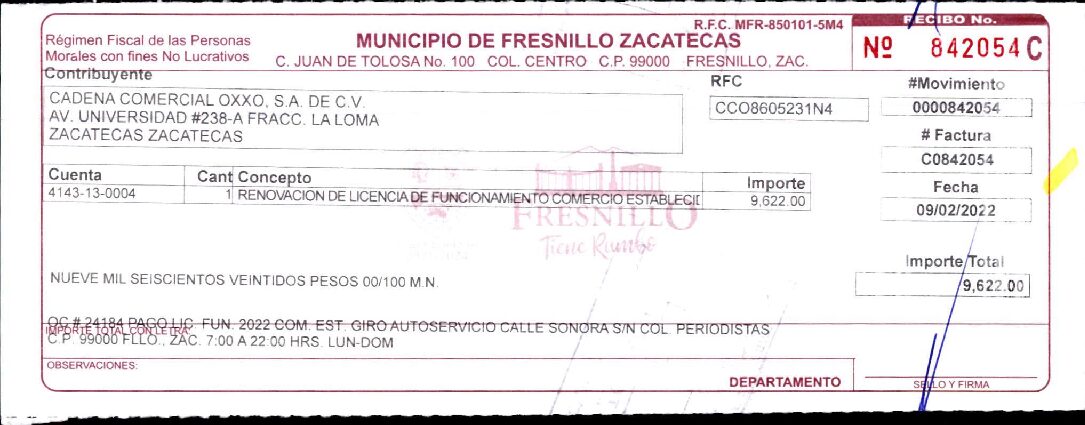 R.F.C. MFR-850101-5M4
RECIBO No.
Régimen Fiscal de las Personas
Morales con fines No Lucrativos
MUNICIPIO DE FRESNILLO ZACATECAS
C. JUAN DE TOLOSA No. 100 COL. CENTRO C.P. 99000 FRESNILLO, ZAC.
Nº 842054 C
Contribuyente
RFC
#Movimiento
CADENA COMERCIAL OXXO, S.A. DE C.V.
AV. UNIVERSIDAD #238-A FRACC. LA LOMA
ZACATECAS ZACATECAS
CCO8605231N4
0000842054
# Factura
C0842054
Cuenta Cant Concepto Importe
4143-13-0004 1 RENOVACION DE LICENCIA DE FUNCIONAMIENTO COMERCIO ESTABLECII 9,622.00
Fecha
09/02/2022
FRESNILLO
Tiene Rumbo
Importe Total
9,622.00
NUEVE MIL SEISCIENTOS VEINTIDOS PESOS 00/100 M.N.
OC # 24184 PAGO LIC. FUN. 2022 COM. EST. GIRO AUTOSERVICIO CALLE SONORA S/N COL. PERIODISTAS
IMPORTE TOTAL CON LETRA
C.P. 99000 FLLO., ZAC. 7:00 A 22:00 HRS. LUN-DOM
OBSERVACIONES:
DEPARTAMENTO
SELLO Y FIRMA